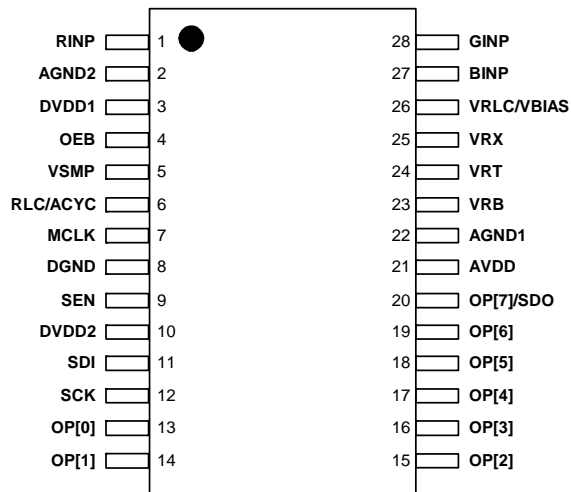 RINP 1 28 GINP
AGND2 2 27 BINP
DVDD1 3 26 VRLC/VBIAS
OEB 4 25 VRX
VSMP 5 24 VRT
RLC/ACYC 6 23 VRB
MCLK 7 22 AGND1
DGND 8 21 AVDD
SEN 9 20 OP[7]/SDO
DVDD2 10 19 OP[6]
SDI 11 18 OP[5]
SCK 12 17 OP[4]
OP[0] 13 16 OP[3]
OP[1] 14 15 OP[2]